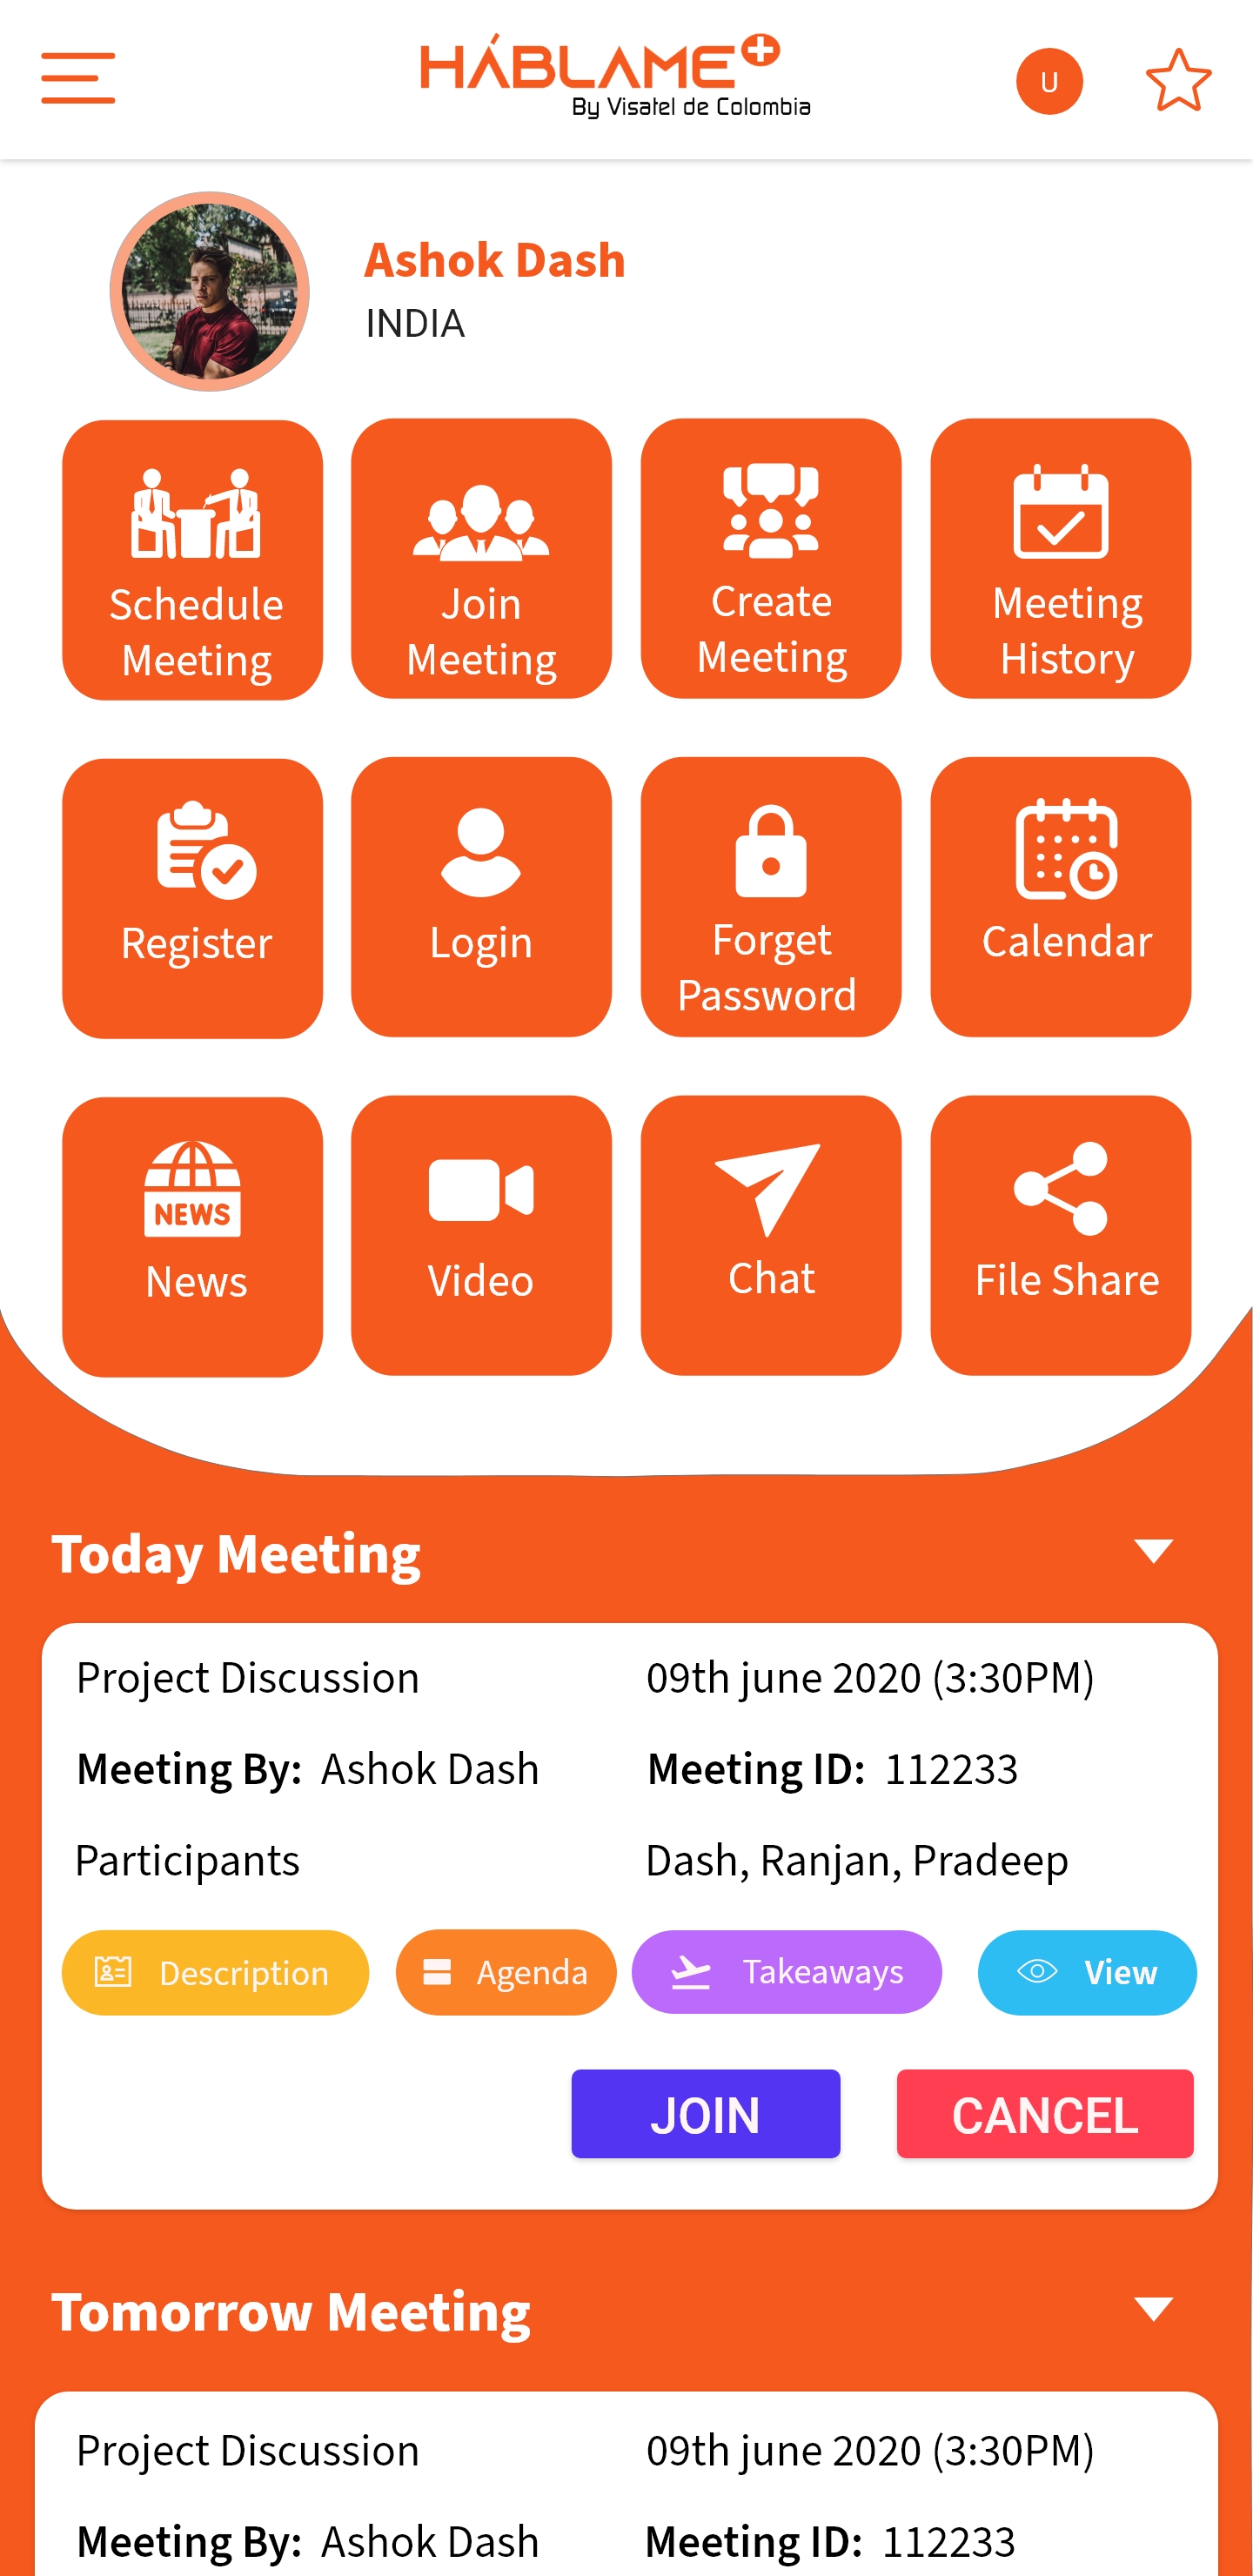 HÁBLAME
By Visatel de Colombia
U
Ashok Dash
INDIA
Schedule
Meeting
Join
Meeting
Create
Meeting
Meeting
History
Register
Login
Forget
Password
Calendar
NEWS
News
Video
Chat
File Share
Today Meeting
Project Discussion 09th june 2020 (3:30PM)
Meeting By: Ashok Dash Meeting ID: 112233
Participants Dash, Ranjan, Pradeep
Description Agenda Takeaways View
JOIN CANCEL
Tomorrow Meeting
Project Discussion 09th june 2020 (3:30PM)
Meeting By: Ashok Dash Meeting ID: 112233